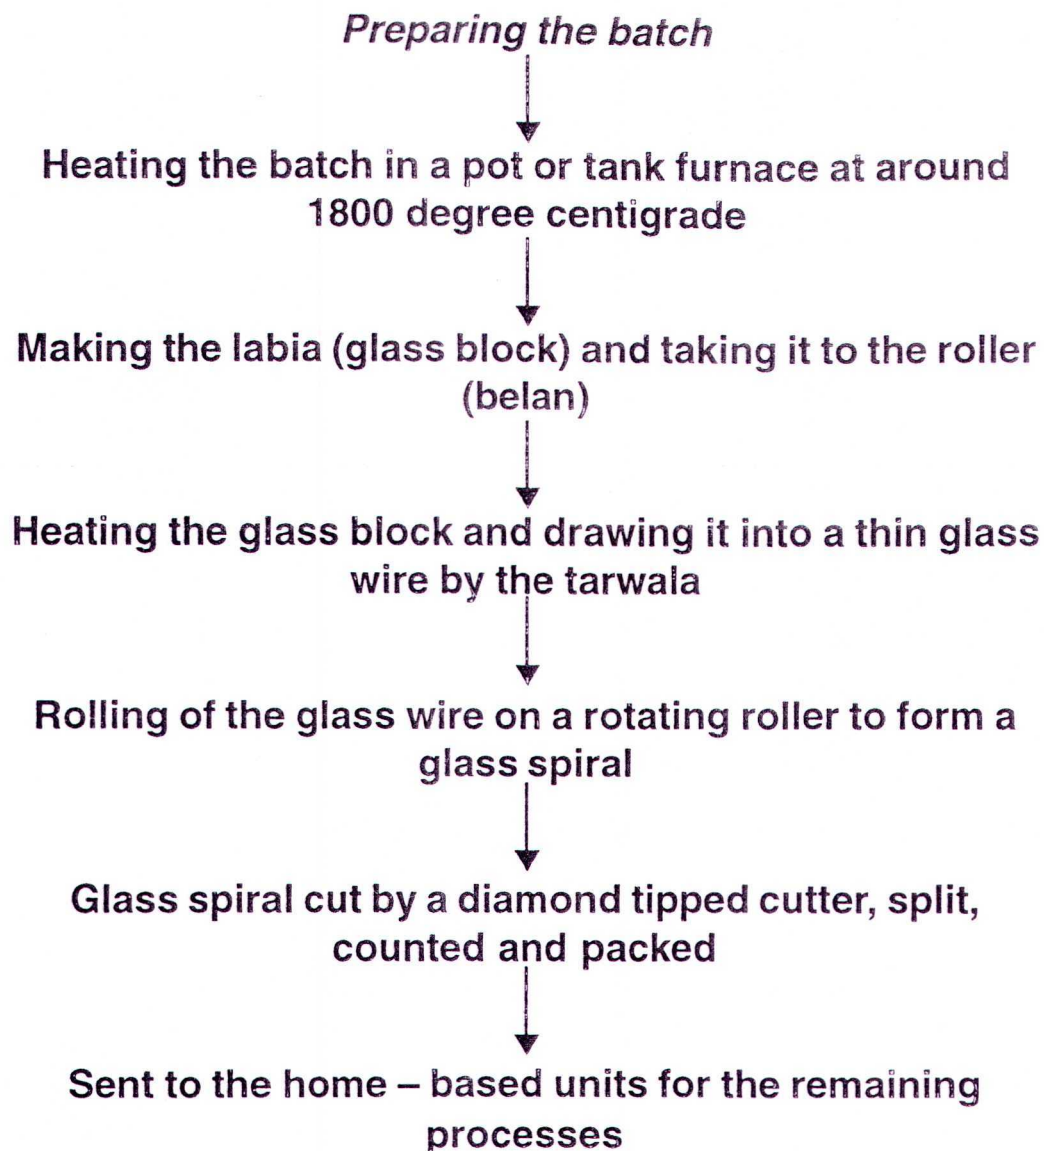 Preparing the batch
Heating the batch in a pot or tank furnace at around
1800 degree centigrade
Making the labia (glass block) and taking it to the roller
(belan)
Heating the glass block and drawing it into a thin glass
wire by the tarwala
Rolling of the glass wire on a rotating roller to form a
glass spiral
Glass spiral cut by a diamond tipped cutter, split,
counted and packed
Sent to the home – based units for the remaining
processes